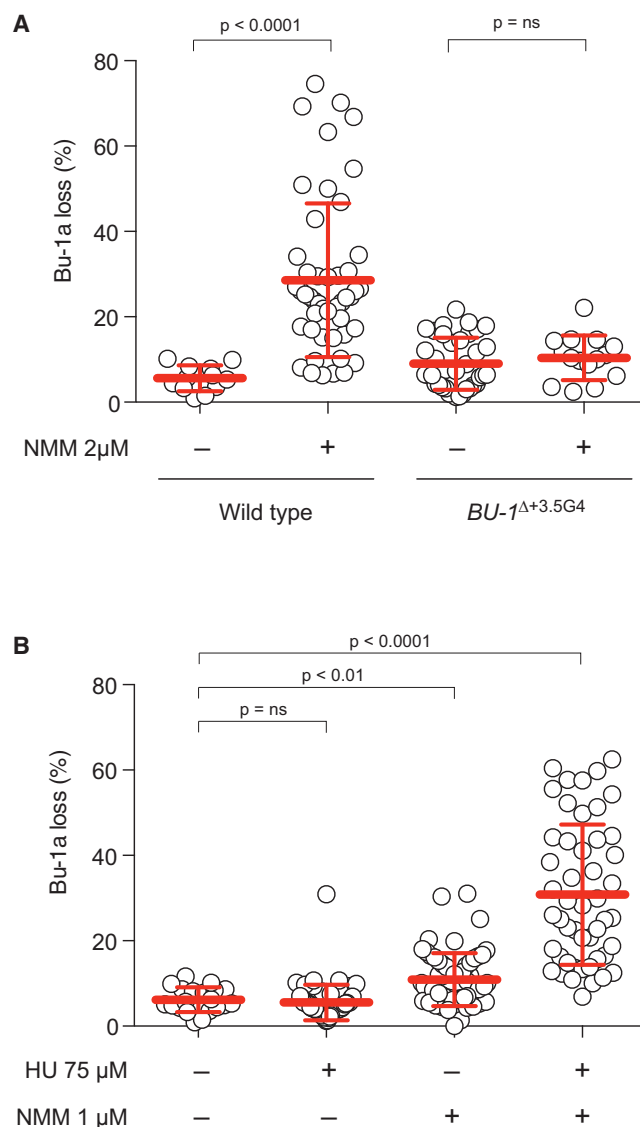 A
p < 0.0001
p = ns
80
60
40
20
0
Bu-1a loss (%)
NMM 2µM
– + – +
Wild type
BU-1Δ+3.5G4
B
p < 0.0001
p < 0.01
p = ns
80
60
40
20
0
Bu-1a loss (%)
HU 75 µM – + – +
NMM 1 µM – – + +